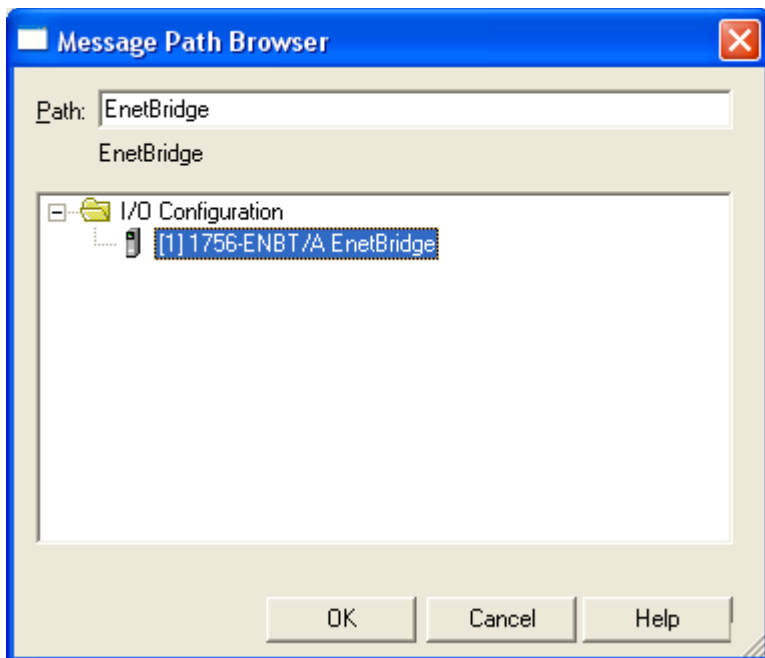 Message Path Browser
Path: EnetBridge
EnetBridge
I/O Configuration
[1] 1756-ENBT/A EnetBridge
OK Cancel Help